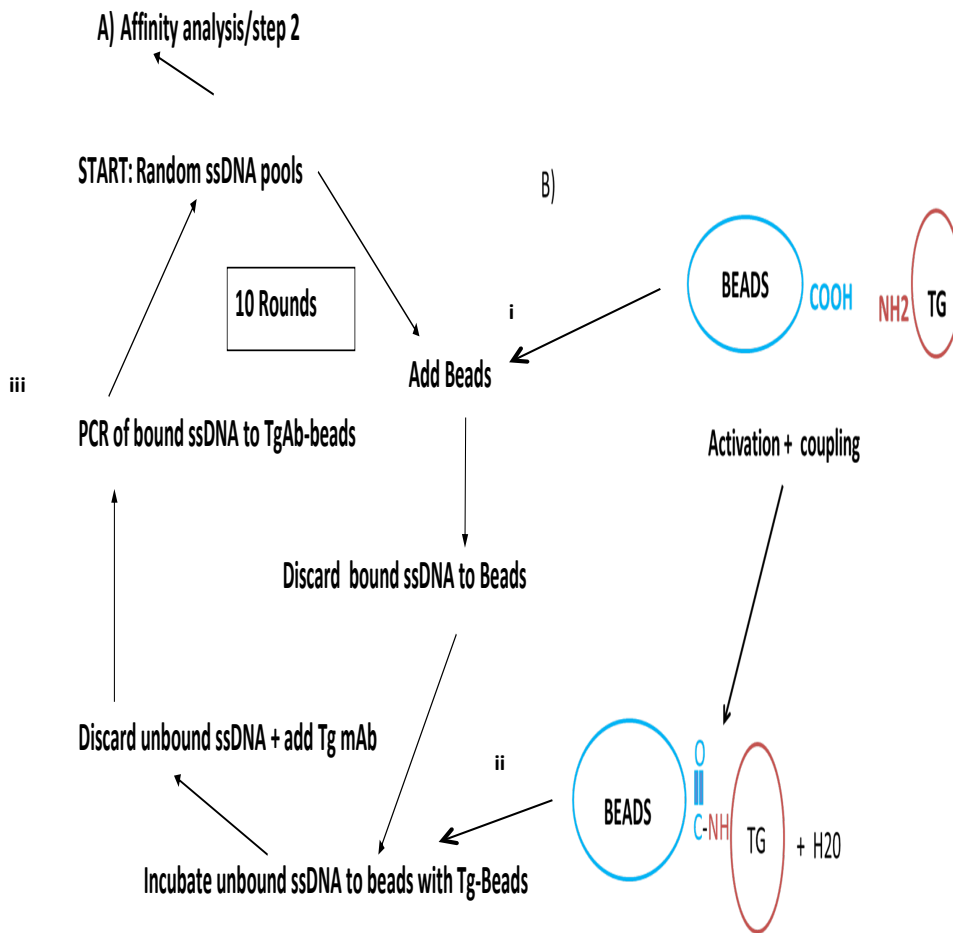 A) Affinity analysis/step 2
START: Random ssDNA pools
B)
10 Rounds
i
BEADS
COOH
NH2
TG
Add Beads
iii
PCR of bound ssDNA to TgAb-beads
Activation + coupling
Discard bound ssDNA to Beads
Discard unbound ssDNA + add Tg mAb
ii
BEADS
O
C-NH
TG
+ H20
Incubate unbound ssDNA to beads with Tg-Beads